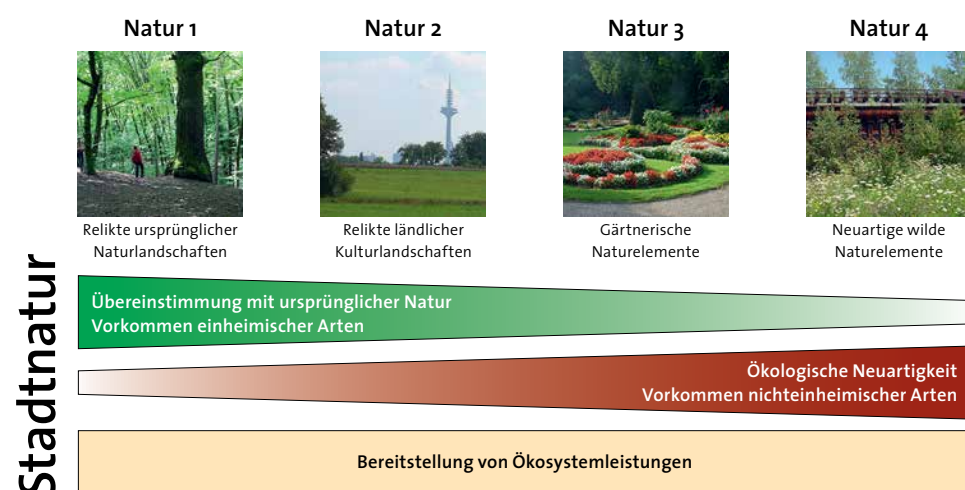 Natur 1
Natur 2
Natur 3
Natur 4
Relikte ursprünglicher
Naturlandschaften
Relikte ländlicher
Kulturlandschaften
Gärtnerische
Naturelemente
Neuartige wilde
Naturelemente
Stadtnatur
Übereinstimmung mit ursprünglicher Natur
Vorkommen einheimischer Arten
Ökologische Neuartigkeit
Vorkommen nichteinheimischer Arten
Bereitstellung von Ökosystemleistungen